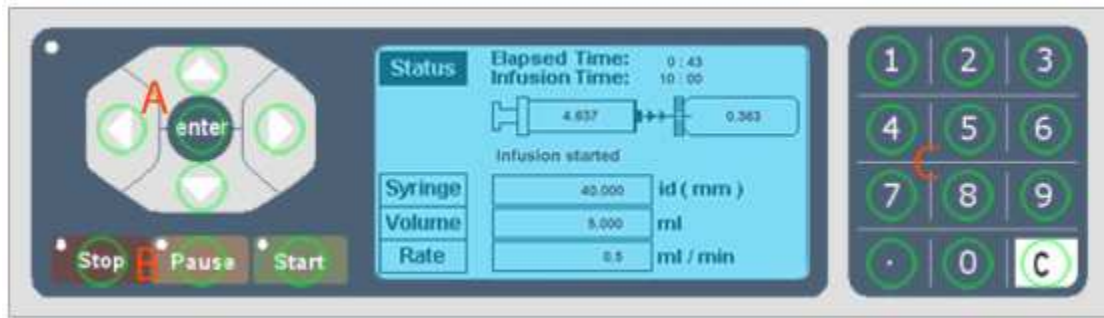 A
enter
Stop
B
Pause
Start
Status
Elapsed Time: 0 : 43
Infusion Time: 10 : 00
4.637
0.363
Infusion started
Syringe 40.000 id ( mm )
Volume 5.000 ml
Rate 0.5 ml / min
1 2 3
4 5 6
C
7 8 9
. 0 C